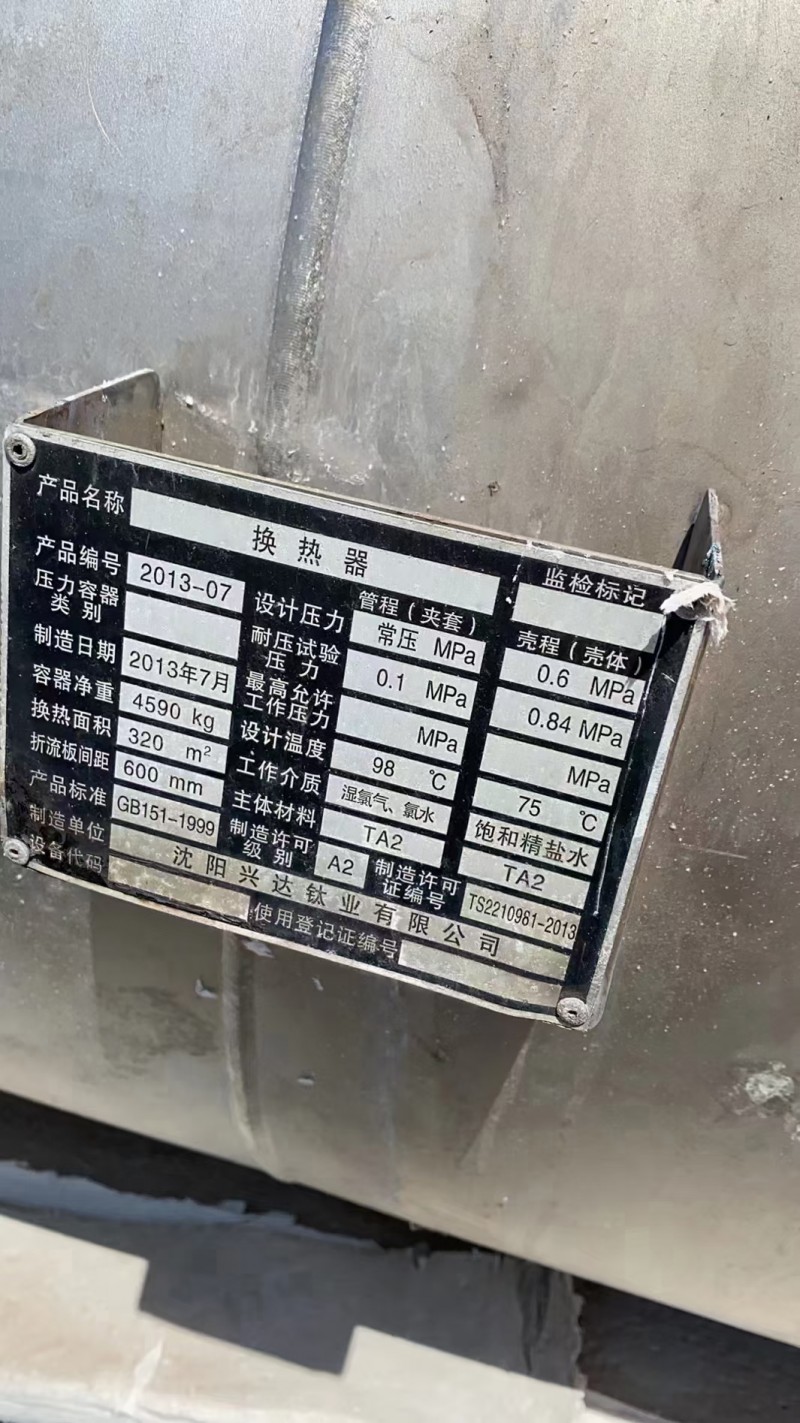 产品名称 换热器 监检标记
产品编号 2013-07 管程（夹套） 壳程（壳体）
压力容器类别 设计压力 常压 MPa 0.6 MPa
制造日期 2013年7月 耐压试验压力 0.1 MPa 0.84 MPa
容器净重 4590 kg 最高允许工作压力 MPa MPa
换热面积 320 m² 设计温度 98 ℃ 75 ℃
折流板间距 600 mm 工作介质 湿氯气、氯水 饱和精盐水
产品标准 GB151-1999 主体材料 TA2 TA2
制造单位 沈阳兴达钛业有限公司 制造许可级别 A2 制造许可证编号 TS2210981-2013
设备代码 使用登记证编号